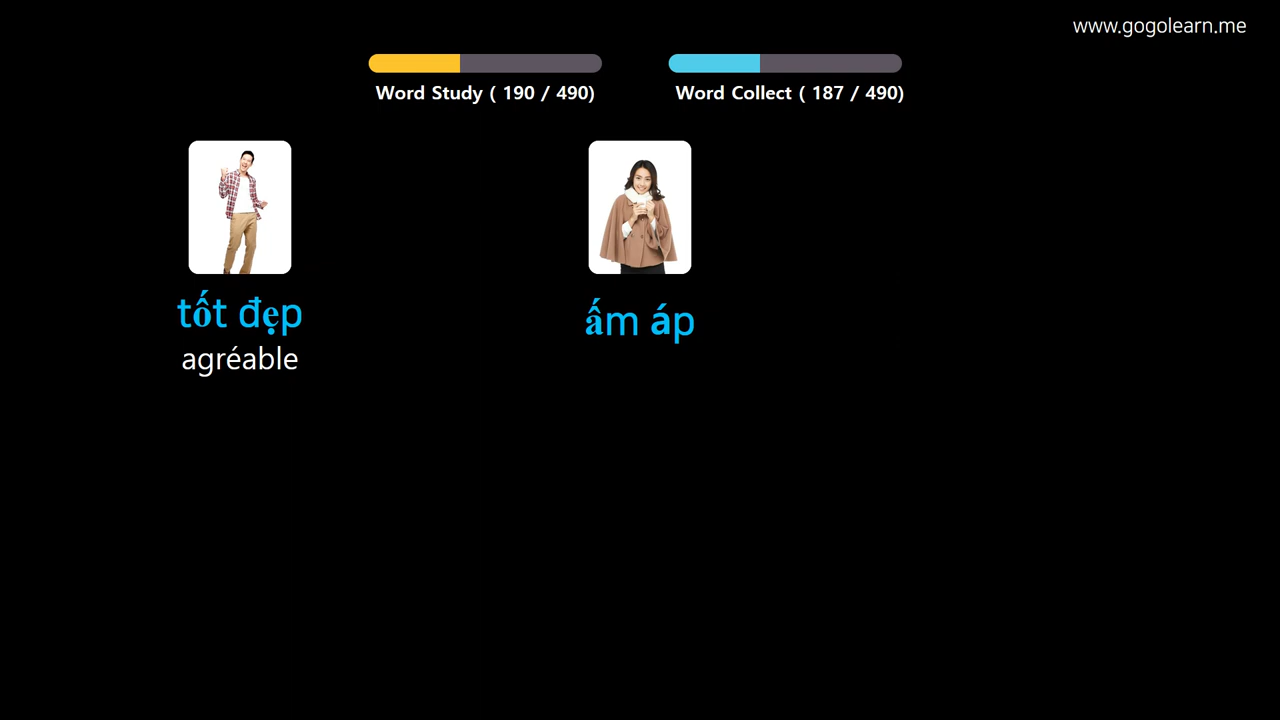 www.gogolearn.me
Word Study ( 190 / 490)
Word Collect ( 187 / 490)
tốt đẹp
agréable
ấm áp